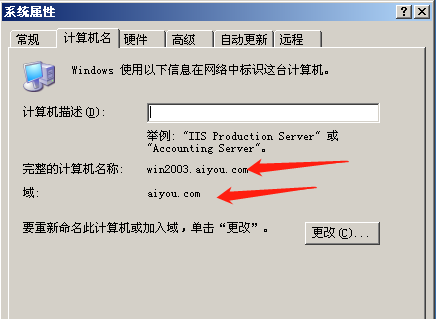 系统属性
常规 计算机名 硬件 高级 自动更新 远程
Windows 使用以下信息在网络中标识这台计算机。
计算机描述(D):
举例: "IIS Production Server" 或
"Accounting Server"。
完整的计算机名称: win2003.aiyou.com
域: aiyou.com
要重新命名此计算机或加入域，单击“更改”。 更改(C)...